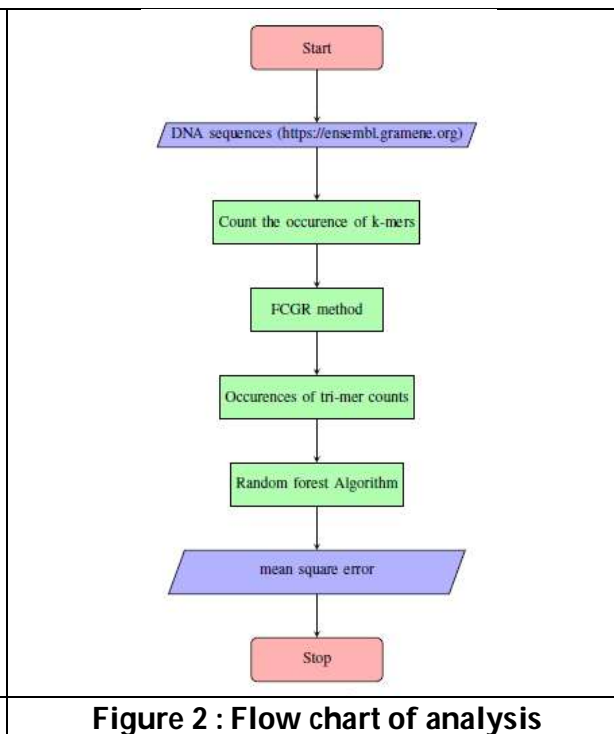 Start
DNA sequences (https://ensembl.gramene.org)
Count the occurence of k-mers
FCGR method
Occurences of tri-mer counts
Random forest Algorithm
mean square error
Stop
Figure 2 : Flow chart of analysis